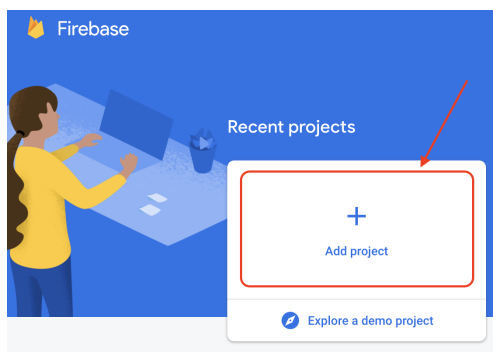 Firebase
Recent projects
Add project
Explore a demo project